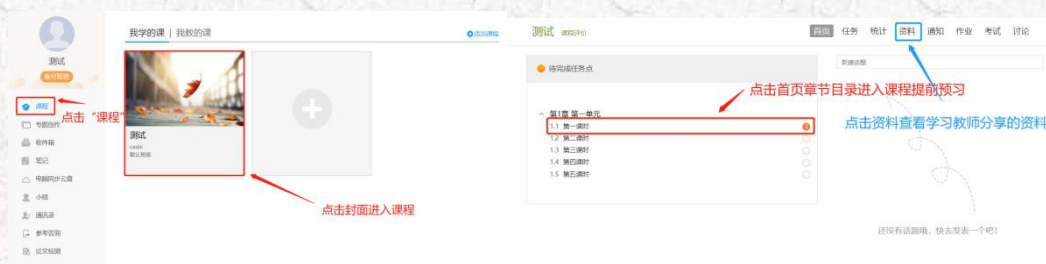 测试
账号管理
课程
专题创作
收件箱
笔记
电脑同步云盘
小组
通讯录
参考咨询
论文检测
点击“课程”
我学的课 | 我教的课
添加课程
测试
ceshi
默认班级
点击封面进入课程
测试 课程评价
首页 任务 统计 资料 通知 作业 考试 讨论
待完成任务点
新建话题
第1章 第一单元
1.1 第一课时
1.2 第二课时
1.3 第三课时
1.4 第四课时
1.5 第五课时
点击首页章节目录进入课程提前预习
点击资料查看学习教师分享的资料
还没有话题哦，快去发表一个吧!